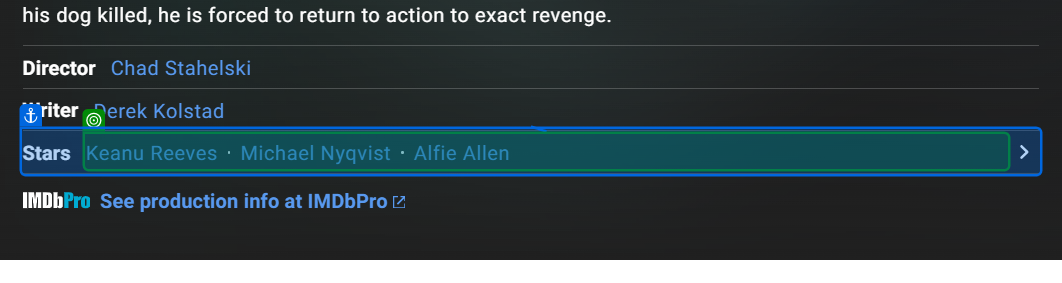 his dog killed, he is forced to return to action to exact revenge.
Director Chad Stahelski
Writer Derek Kolstad
Stars Keanu Reeves · Michael Nyqvist · Alfie Allen
IMDbPro See production info at IMDbPro